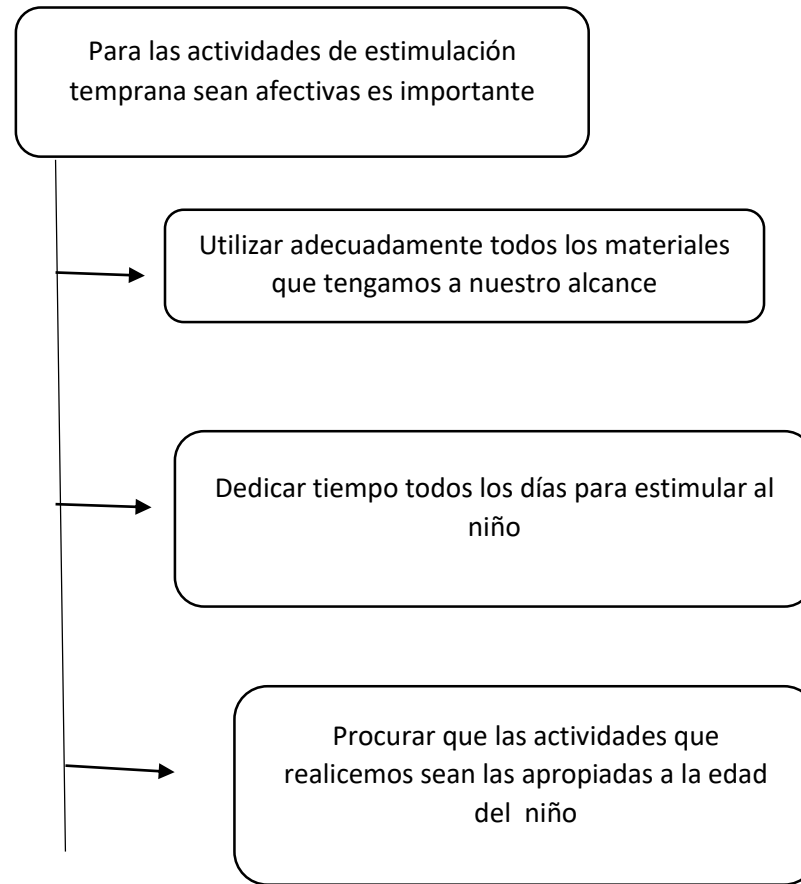 Para las actividades de estimulación
temprana sean afectivas es importante
Utilizar adecuadamente todos los materiales
que tengamos a nuestro alcance
Dedicar tiempo todos los días para estimular al
niño
Procurar que las actividades que
realicemos sean las apropiadas a la edad
del  niño